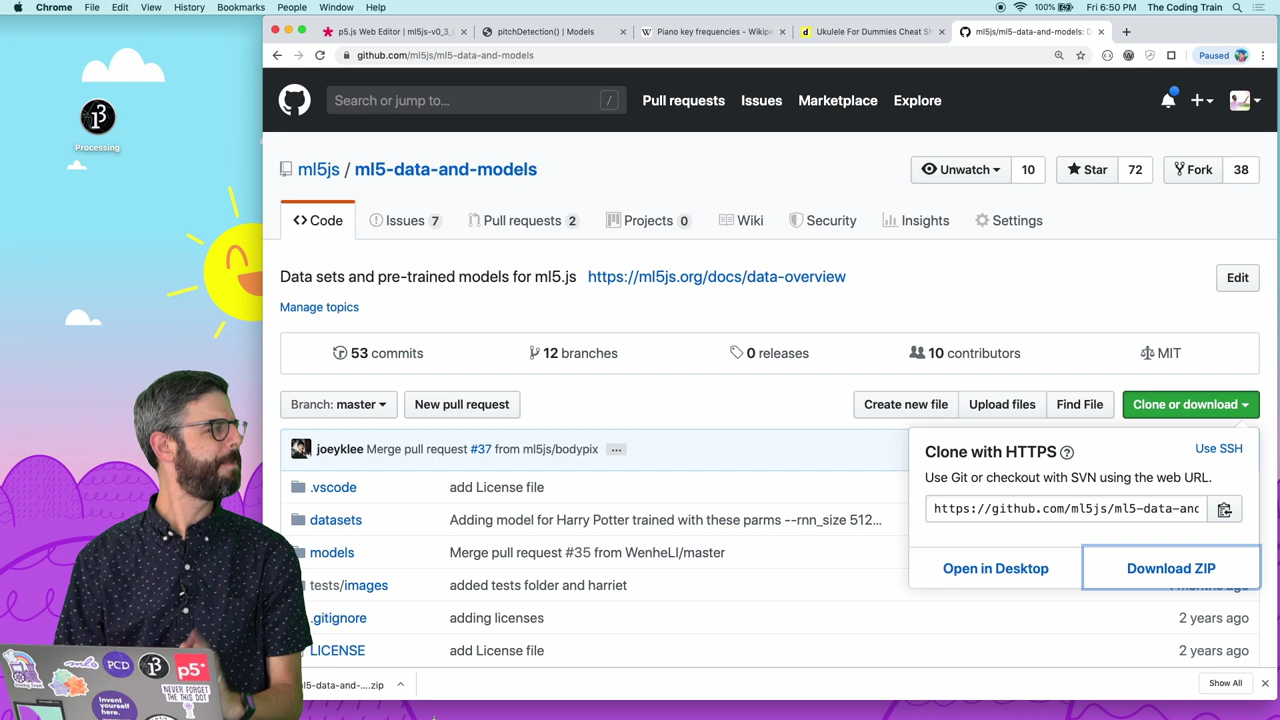 Chrome File Edit View History Bookmarks People Window Help 100% Fri 6:50 PM The Coding Train
p5.js Web Editor | ml5js-v0_3_ pitchDetection() | Models Piano key frequencies - Wikipe Ukulele For Dummies Cheat Sh ml5js/ml5-data-and-models: D
github.com/ml5js/ml5-data-and-models Paused
Search or jump to... / Pull requests Issues Marketplace Explore
Processing
ml5js / ml5-data-and-models Unwatch 10 Star 72 Fork 38
Code Issues 7 Pull requests 2 Projects 0 Wiki Security Insights Settings
Data sets and pre-trained models for ml5.js https://ml5js.org/docs/data-overview Edit
Manage topics
53 commits 12 branches 0 releases 10 contributors MIT
Branch: master New pull request Create new file Upload files Find File Clone or download
joeyklee Merge pull request #37 from ml5js/bodypix ...
Clone with HTTPS Use SSH
Use Git or checkout with SVN using the web URL.
https://github.com/ml5js/ml5-data-and
Open in Desktop Download ZIP
.vscode add License file
datasets Adding model for Harry Potter trained with these parms --rnn_size 512...
models Merge pull request #35 from WenheLI/master
tests/images added tests folder and harriet
.gitignore adding licenses 2 years ago
LICENSE add License file 2 years ago
l5-data-and-....zip Show All
PCD
p5*
NEVER FORGET
THE THIS DOT
Invent
yourself
here.